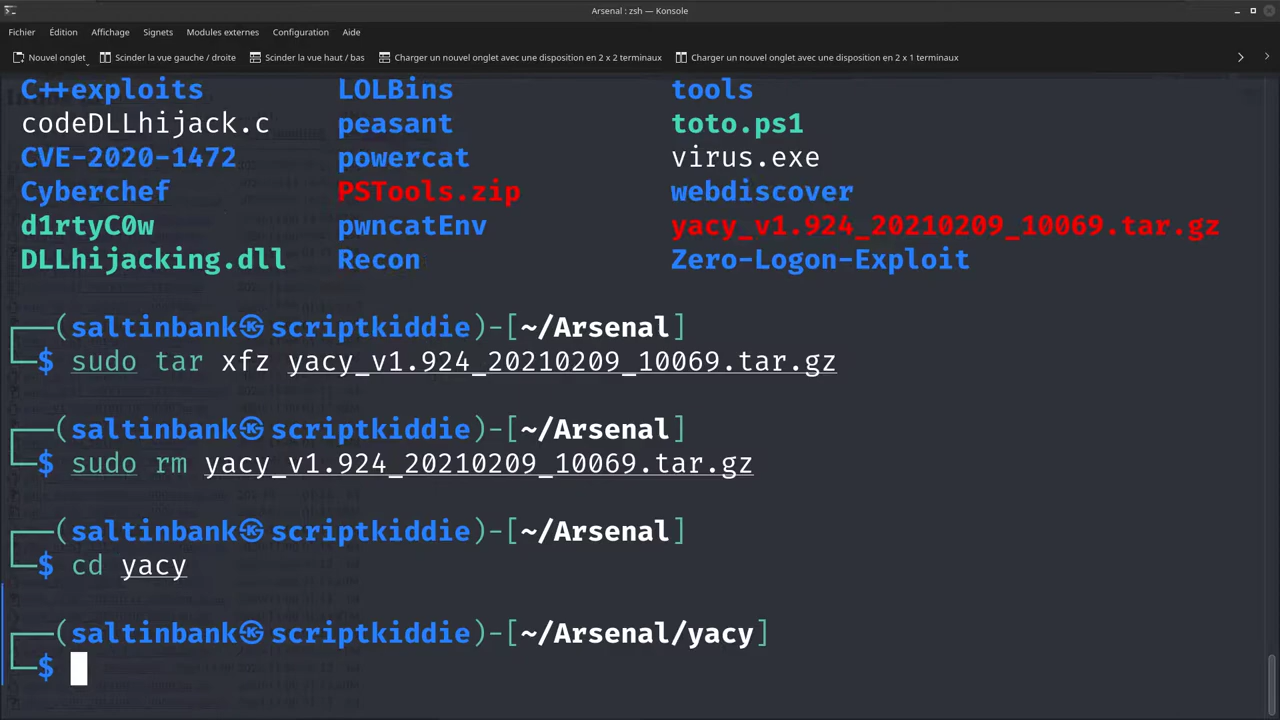 Arsenal : zsh — Konsole
Fichier Édition Affichage Signets Modules externes Configuration Aide
Nouvel onglet Scinder la vue gauche / droite Scinder la vue haut / bas Charger un nouvel onglet avec une disposition en 2 x 2 terminaux Charger un nouvel onglet avec une disposition en 2 x 1 terminaux
C++exploits LOLBins tools
codeDLLhijack.c peasant toto.ps1
CVE-2020-1472 powercat virus.exe
Cyberchef PSTools.zip webdiscover
d1rtyC0w pwncatEnv yacy_v1.924_20210209_10069.tar.gz
DLLhijacking.dll Recon Zero-Logon-Exploit
┌──(saltinbank㉿scriptkiddie)-[~/Arsenal]
└─$ sudo tar xfz yacy_v1.924_20210209_10069.tar.gz
┌──(saltinbank㉿scriptkiddie)-[~/Arsenal]
└─$ sudo rm yacy_v1.924_20210209_10069.tar.gz
┌──(saltinbank㉿scriptkiddie)-[~/Arsenal]
└─$ cd yacy
┌──(saltinbank㉿scriptkiddie)-[~/Arsenal/yacy]
└─$